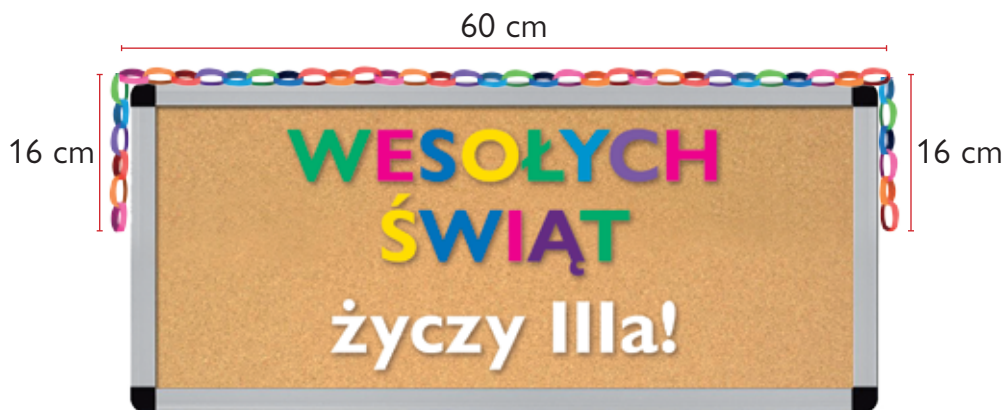 60 cm
16 cm
16 cm
WESOŁYCH
ŚWIĄT
życzy IIIa!